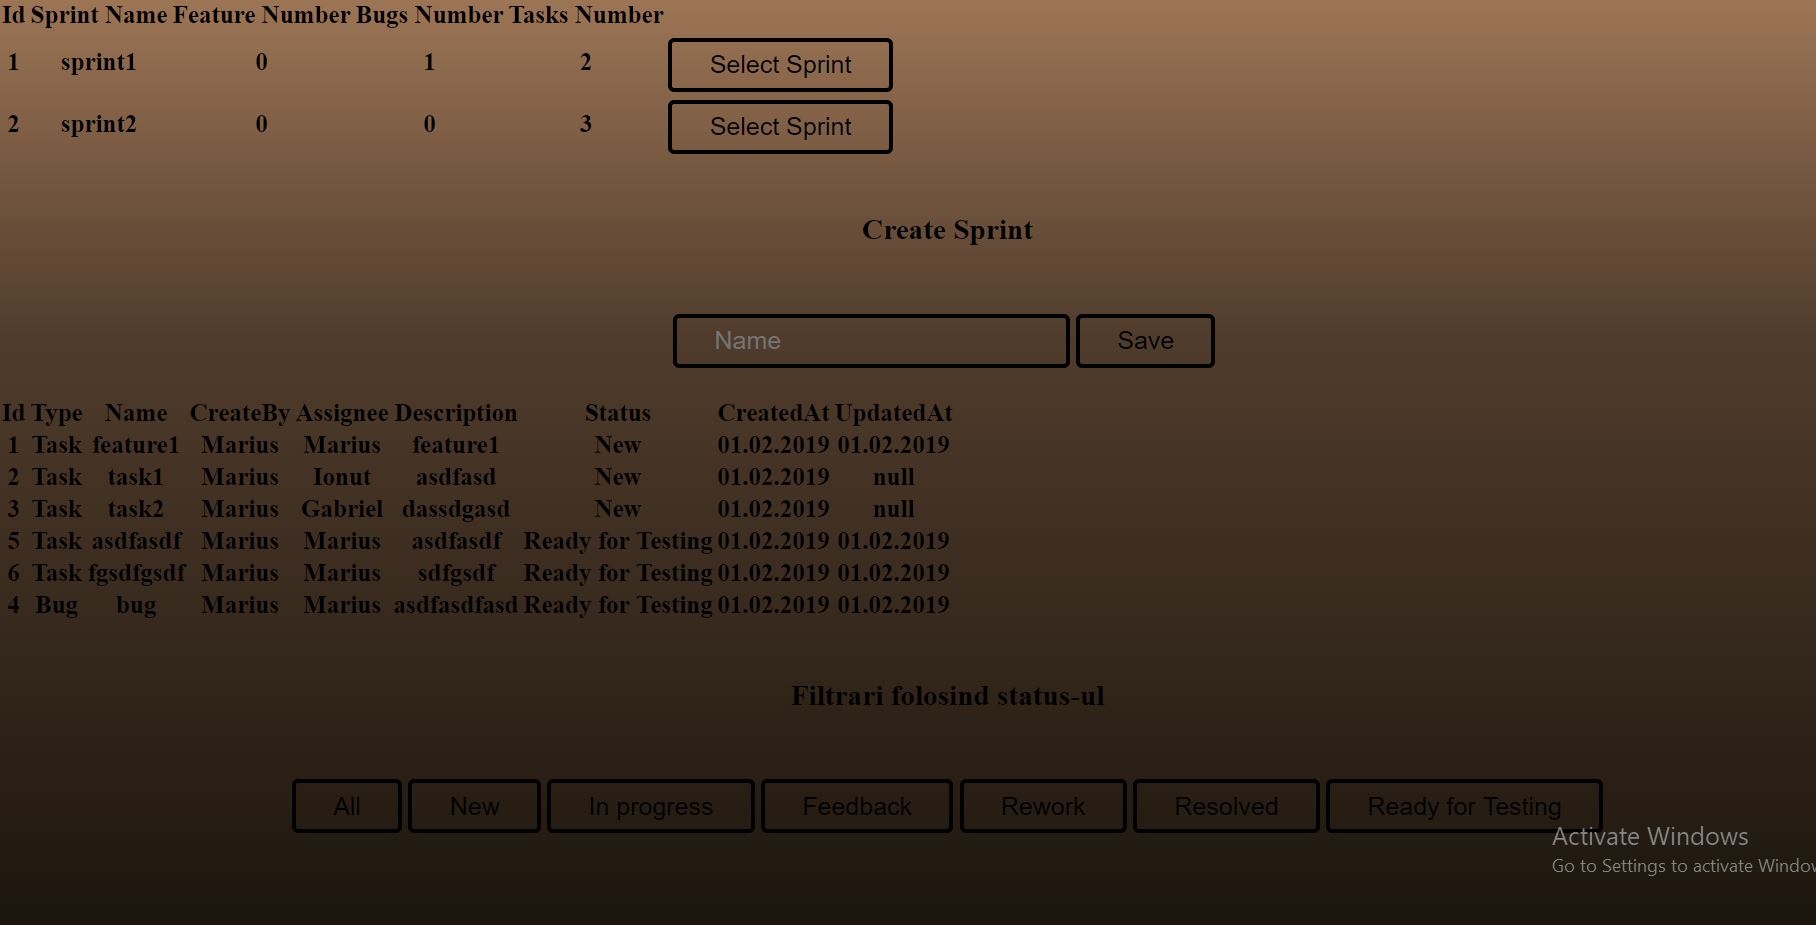 Id Sprint Name Feature Number Bugs Number Tasks Number
1 sprint1 0 1 2 Select Sprint
2 sprint2 0 0 3 Select Sprint
Create Sprint
Name Save
Id Type Name CreateBy Assignee Description Status CreatedAt UpdatedAt
1 Task feature1 Marius Marius feature1 New 01.02.2019 01.02.2019
2 Task task1 Marius Ionut asdfasd New 01.02.2019 null
3 Task task2 Marius Gabriel dassdgasd New 01.02.2019 null
5 Task asdfasdf Marius Marius asdfasdf Ready for Testing 01.02.2019 01.02.2019
6 Task fgsdfgsdf Marius Marius sdfgsdf Ready for Testing 01.02.2019 01.02.2019
4 Bug bug Marius Marius asdfasdfasd Ready for Testing 01.02.2019 01.02.2019
Filtrari folosind status-ul
All New In progress Feedback Rework Resolved Ready for Testing
Activate Windows
Go to Settings to activate Window